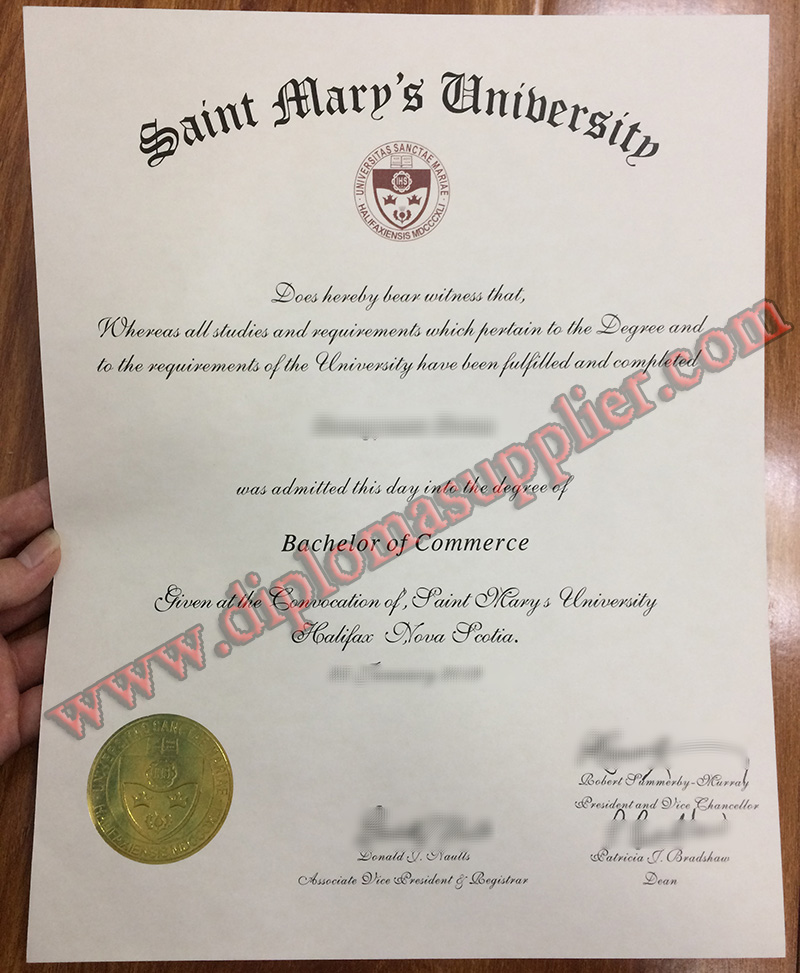 Saint Mary's University
UNIVERSITAS SANCTAE MARIAE
IHS
HALIFAXIENSIS MDCCCXLI
Does hereby bear witness that,
Whereas all studies and requirements which pertain to the Degree and
to the requirements of the University have been fulfilled and completed
was admitted this day into the degree of
Bachelor of Commerce
Given at the Convocation of, Saint Mary's University
Halifax Nova Scotia.
www.diplomasupplier.com
Robert Summerby-Murray
President and Vice Chancellor
Donald J. Naulls
Associate Vice President & Registrar
Patricia J. Bradshaw
Dean